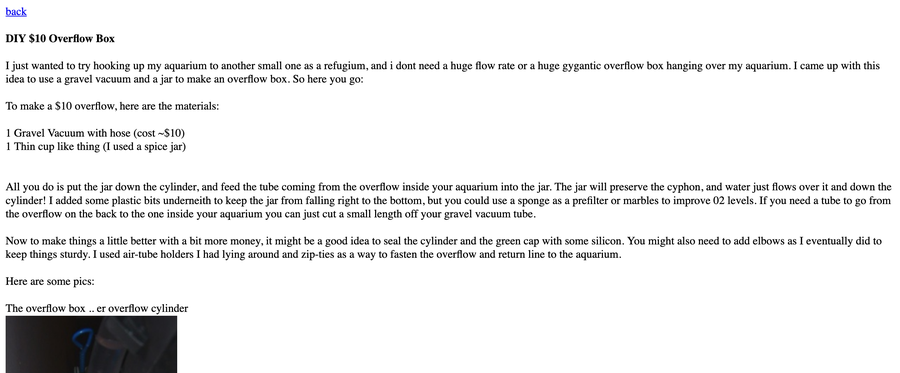 back
DIY $10 Overflow Box
I just wanted to try hooking up my aquarium to another small one as a refugium, and i dont need a huge flow rate or a huge gygantic overflow box hanging over my aquarium. I came up with this
idea to use a gravel vacuum and a jar to make an overflow box. So here you go:
To make a $10 overflow, here are the materials:
1 Gravel Vacuum with hose (cost ~$10)
1 Thin cup like thing (I used a spice jar)
All you do is put the jar down the cylinder, and feed the tube coming from the overflow inside your aquarium into the jar. The jar will preserve the cyphon, and water just flows over it and down the
cylinder! I added some plastic bits underneith to keep the jar from falling right to the bottom, but you could use a sponge as a prefilter or marbles to improve 02 levels. If you need a tube to go from
the overflow on the back to the one inside your aquarium you can just cut a small length off your gravel vacuum tube.
Now to make things a little better with a bit more money, it might be a good idea to seal the cylinder and the green cap with some silicon. You might also need to add elbows as I eventually did to
keep things sturdy. I used air-tube holders I had lying around and zip-ties as a way to fasten the overflow and return line to the aquarium.
Here are some pics:
The overflow box .. er overflow cylinder